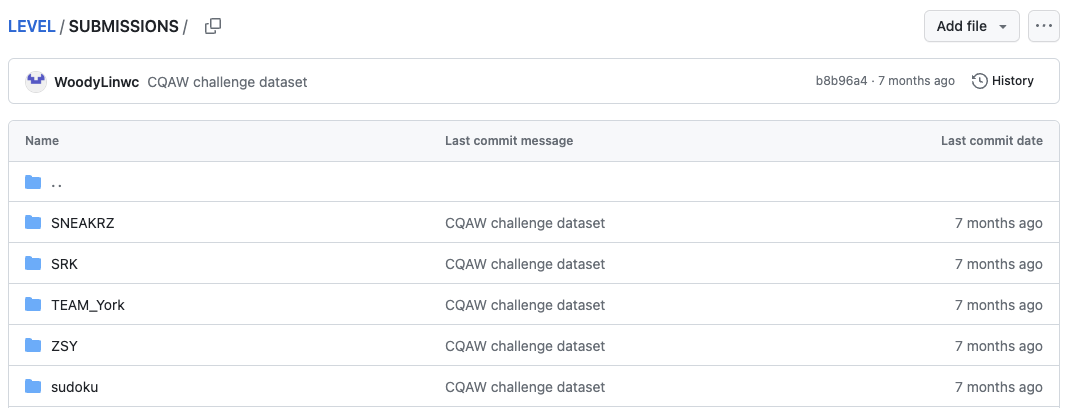 LEVEL / SUBMISSIONS /
Add file
WoodyLinwc CQAW challenge dataset
b8b96a4 · 7 months ago
History
Name Last commit message Last commit date
..
SNEAKRZ CQAW challenge dataset 7 months ago
SRK CQAW challenge dataset 7 months ago
TEAM_York CQAW challenge dataset 7 months ago
ZSY CQAW challenge dataset 7 months ago
sudoku CQAW challenge dataset 7 months ago